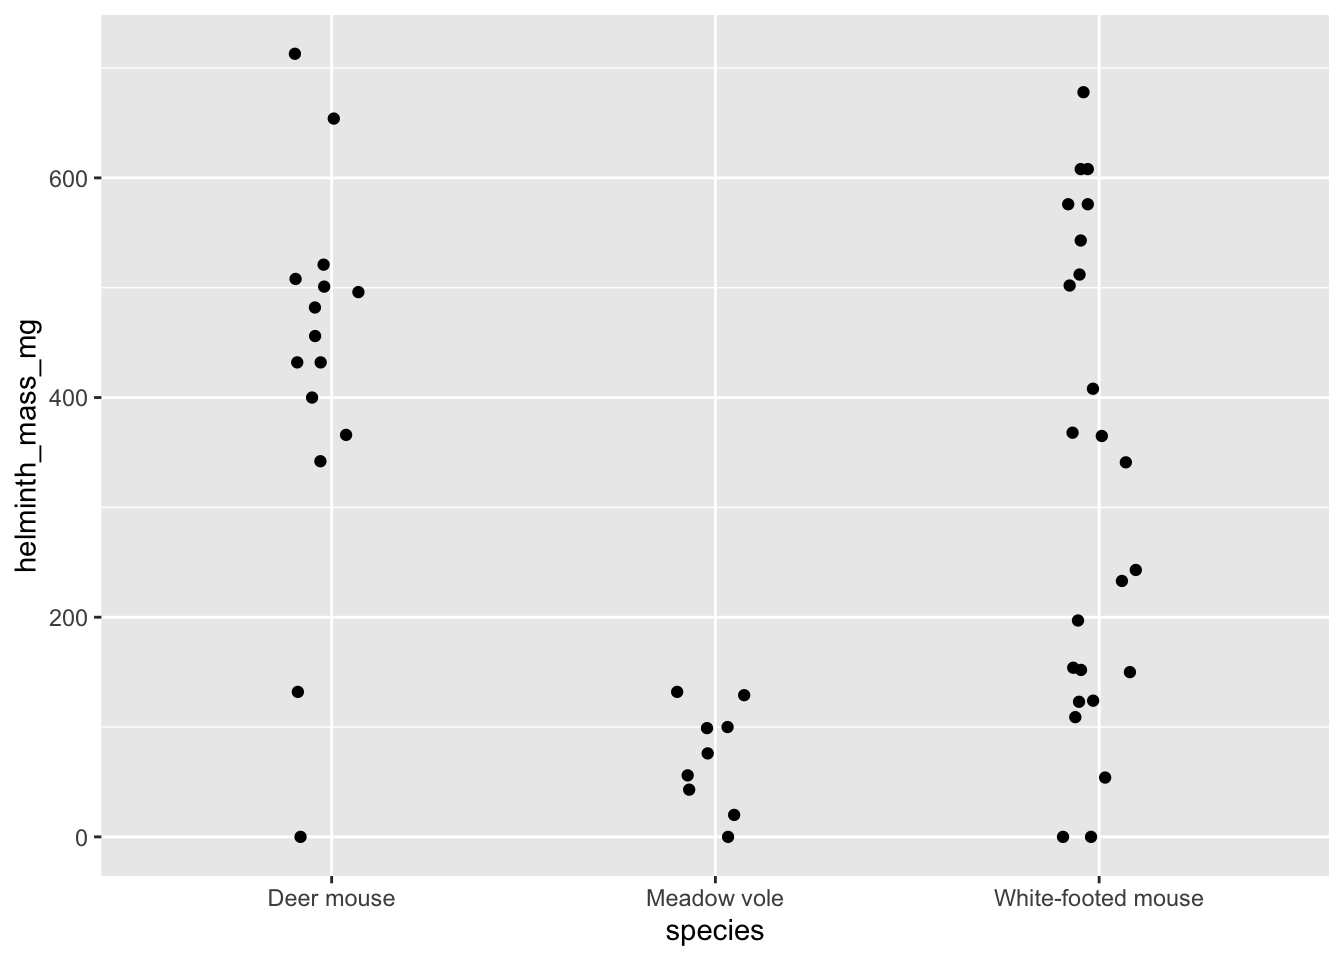 helminth_mass_mg
600
400
200
0
Deer mouse
Meadow vole
White-footed mouse
species